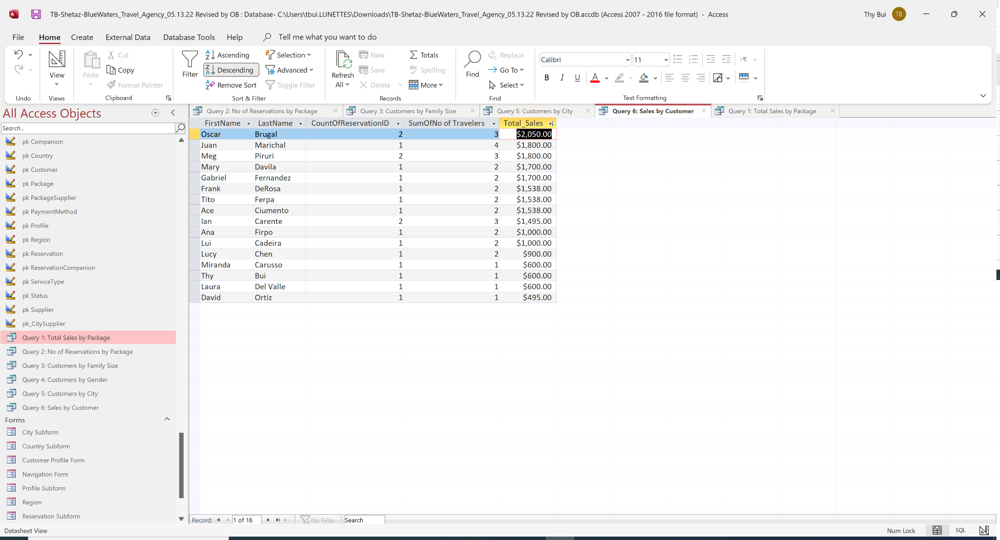 TB-Shetaz-BlueWaters_Travel_Agency_05.13.22 Revised by OB : Database- C:\Users\tbui.LUNETTES\Downloads\TB-Shetaz-BlueWaters_Travel_Agency_05.13.22 Revised by OB.accdb (Access 2007 - 2016 file format) - Access
Thy Bui TB
File Home Create External Data Database Tools Help Tell me what you want to do
Undo
View
Views
Paste
Cut
Copy
Format Painter
Clipboard
Filter
Ascending
Descending
Remove Sort
Selection
Advanced
Toggle Filter
Sort & Filter
Refresh All
New
Save
Delete
Totals
Spelling
More
Records
Find
Replace
Go To
Select
Find
Calibri 11
B I U A
Text Formatting
All Access Objects
Search...
pk Companion
pk Country
pk Customer
pk Package
pk PackageSupplier
pk PaymentMethod
pk Profile
pk Region
pk Reservation
pk ReservationCompanion
pk ServiceType
pk Status
pk Supplier
pk_CitySupplier
Query 1: Total Sales by Package
Query 2: No of Reservations by Package
Query 3: Customers by Family Size
Query 4: Customers by Gender
Query 5: Customers by City
Query 6: Sales by Customer
Forms
City Subform
Country Subform
Customer Profile Form
Navigation Form
Profile Subform
Region
Reservation Subform
Query 2: No of Reservations by Package Query 3: Customers by Family Size Query 5: Customers by City Query 6: Sales by Customer Query 1: Total Sales by Package
FirstName LastName CountOfReservationID SumOfNo of Travelers Total_Sales
Oscar Brugal 2 3 $2,050.00
Juan Marichal 1 4 $1,800.00
Meg Piruri 2 3 $1,800.00
Mary Davila 1 2 $1,700.00
Gabriel Fernandez 1 2 $1,700.00
Frank DeRosa 1 2 $1,538.00
Tito Ferpa 1 2 $1,538.00
Ace Ciumento 1 2 $1,538.00
Ian Carente 2 3 $1,495.00
Ana Firpo 1 2 $1,000.00
Lui Cadeira 1 2 $1,000.00
Lucy Chen 1 2 $900.00
Miranda Carusso 1 1 $600.00
Thy Bui 1 1 $600.00
Laura Del Valle 1 1 $600.00
David Ortiz 1 1 $495.00
Record: 1 of 16 No Filter Search
Datasheet View Num Lock SQL